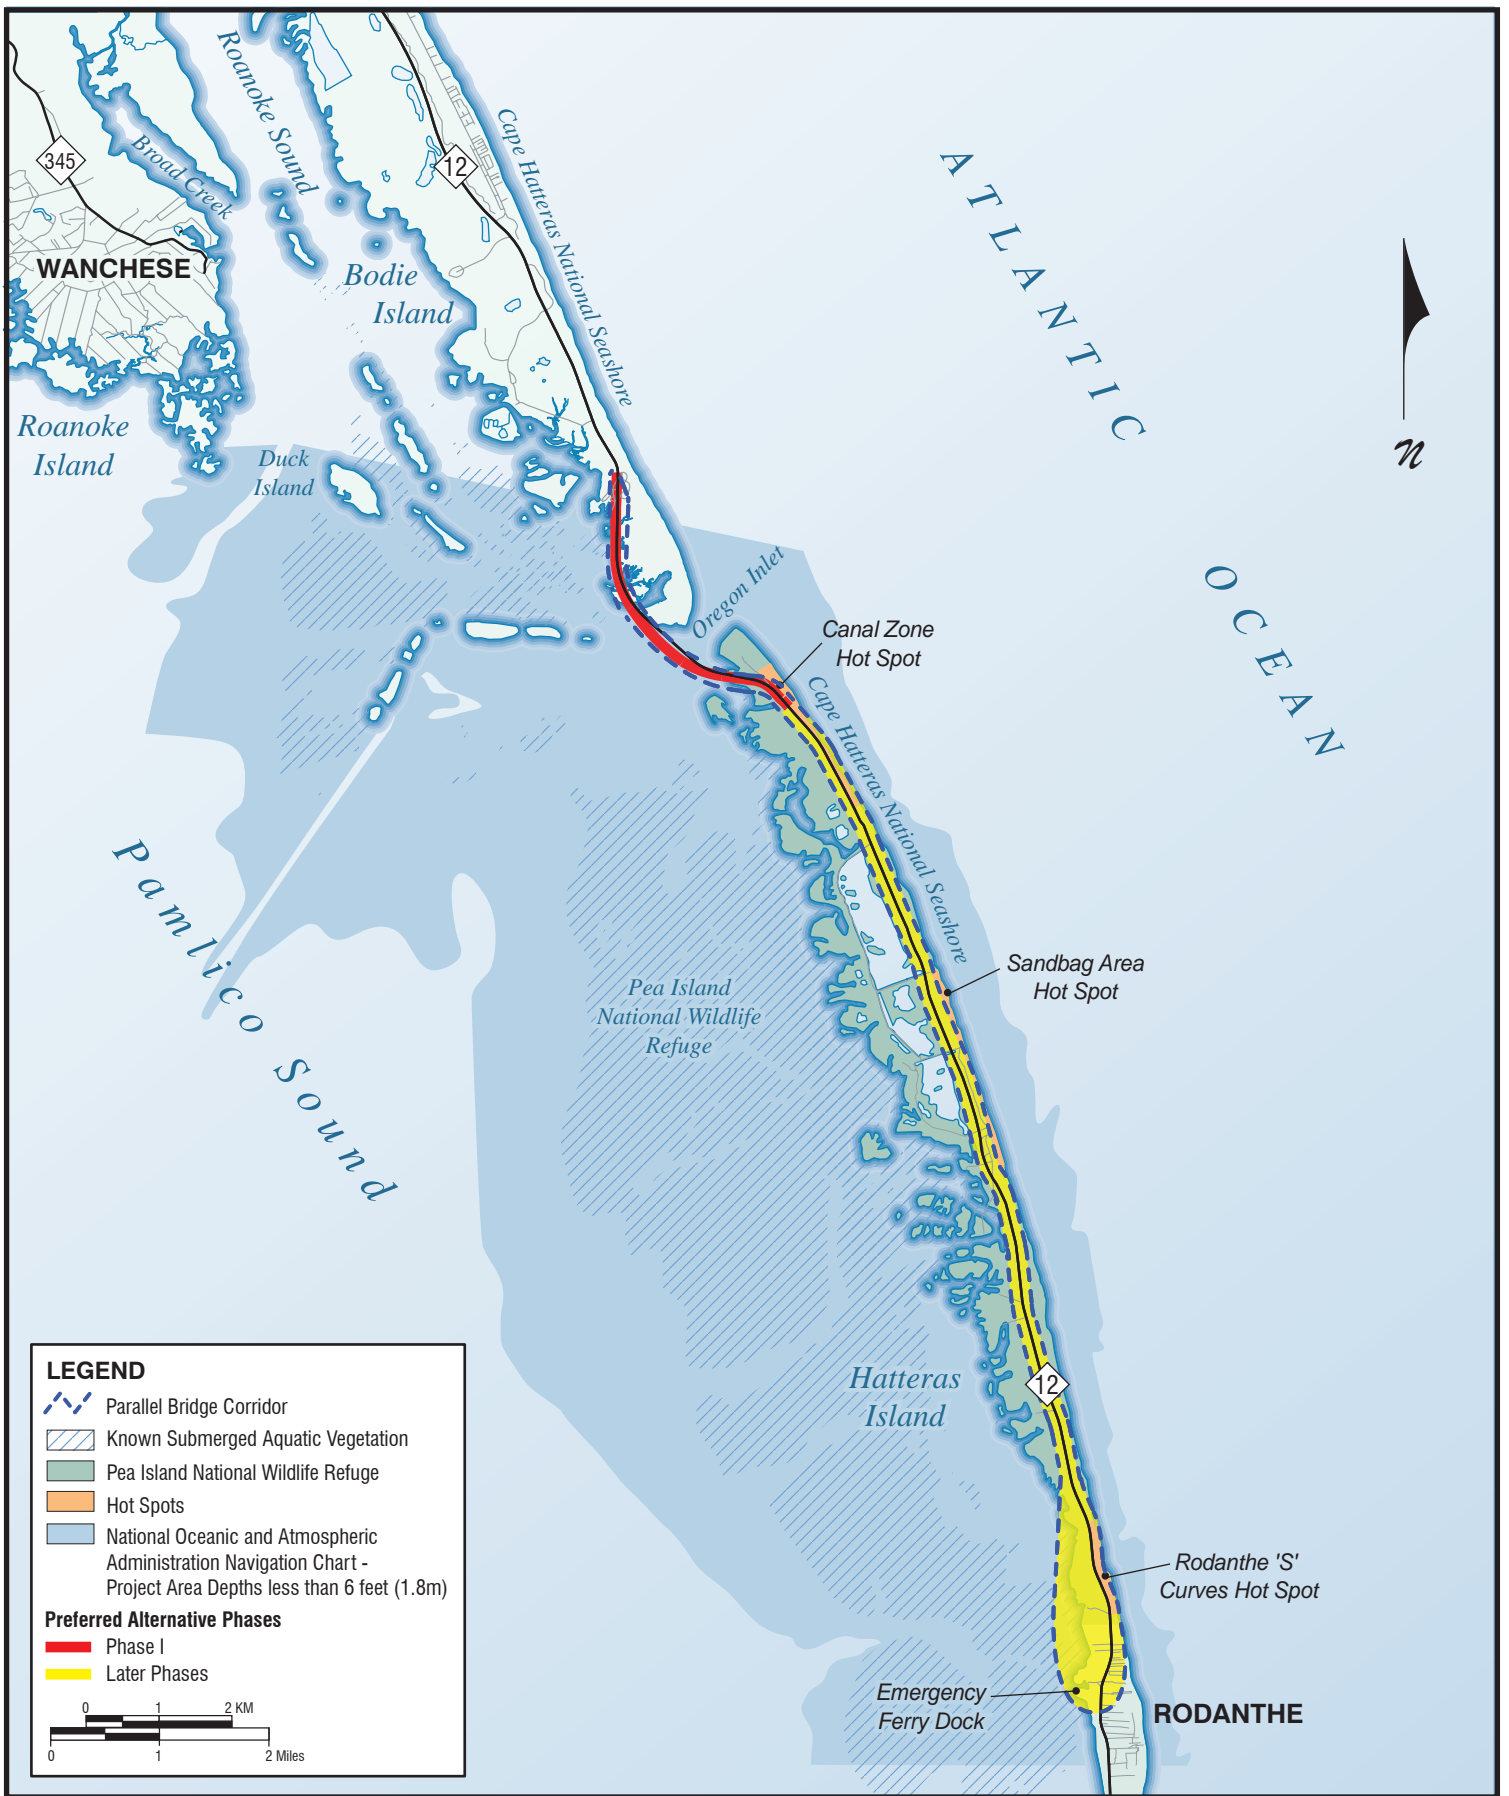 Roanoke Sound
Broad Creek
345
12
Cape Hatteras National Seashore
ATLANTIC
OCEAN
WANCHESE
Bodie
Island
Roanoke
Island
Duck
Island
N
Oregon Inlet
Canal Zone
Hot Spot
Cape Hatteras National Seashore
Pamlico Sound
Sandbag Area
Hot Spot
Pea Island
National Wildlife
Refuge
Hatteras
Island
12
Rodanthe 'S'
Curves Hot Spot
Emergency
Ferry Dock
RODANTHE
LEGEND
Parallel Bridge Corridor
Known Submerged Aquatic Vegetation
Pea Island National Wildlife Refuge
Hot Spots
National Oceanic and Atmospheric
Administration Navigation Chart -
Project Area Depths less than 6 feet (1.8m)
Preferred Alternative Phases
Phase I
Later Phases
0 1 2 KM
0 1 2 Miles